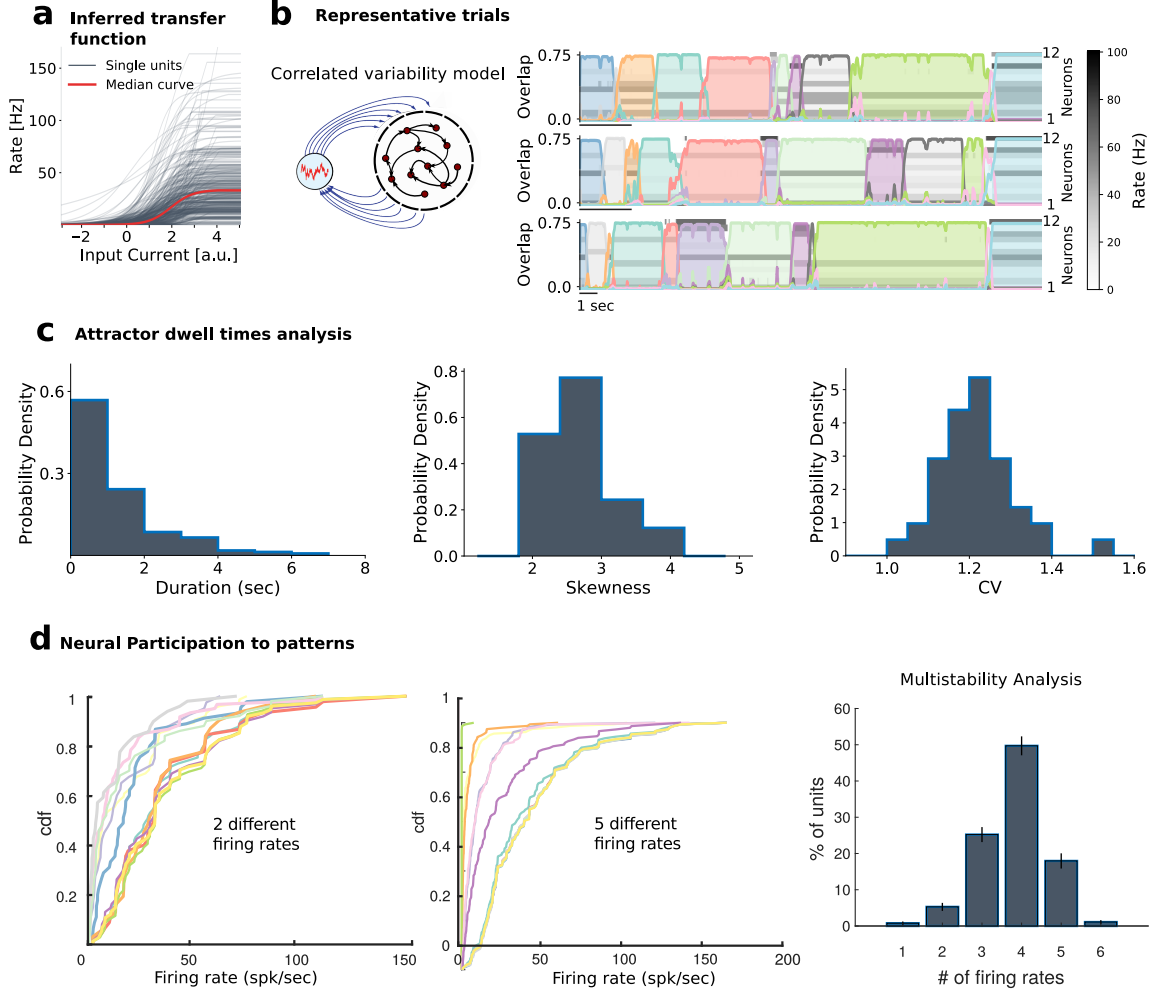 a Inferred transfer
function
b Representative trials
Rate [Hz]
150
100
50
Single units
Median curve
−2 0 2 4
Input Current [a.u.]
Correlated variability model
Overlap
0.75
0.0
12
1
Neurons
Overlap
0.75
0.0
12
1
Neurons
Overlap
0.75
0.0
12
1
Neurons
1 sec
100
80
60
40
20
0
Rate (Hz)
c Attractor dwell times analysis
Probability Density
0.6
0.3
0 2 4 6 8
Duration (sec)
Probability Density
0.8
0.6
0.4
0.2
0.0
2 3 4 5
Skewness
Probability Density
5
4
3
2
1
0
1.0 1.2 1.4 1.6
CV
d Neural Participation to patterns
cdf
1
0.8
0.6
0.4
0.2
0 50 100 150
Firing rate (spk/sec)
2 different
firing rates
cdf
1
0.8
0.6
0.4
0.2
0
0 50 100 150 200
Firing rate (spk/sec)
5 different
firing rates
Multistability Analysis
% of units
60
50
40
30
20
10
0
1 2 3 4 5 6
# of firing rates